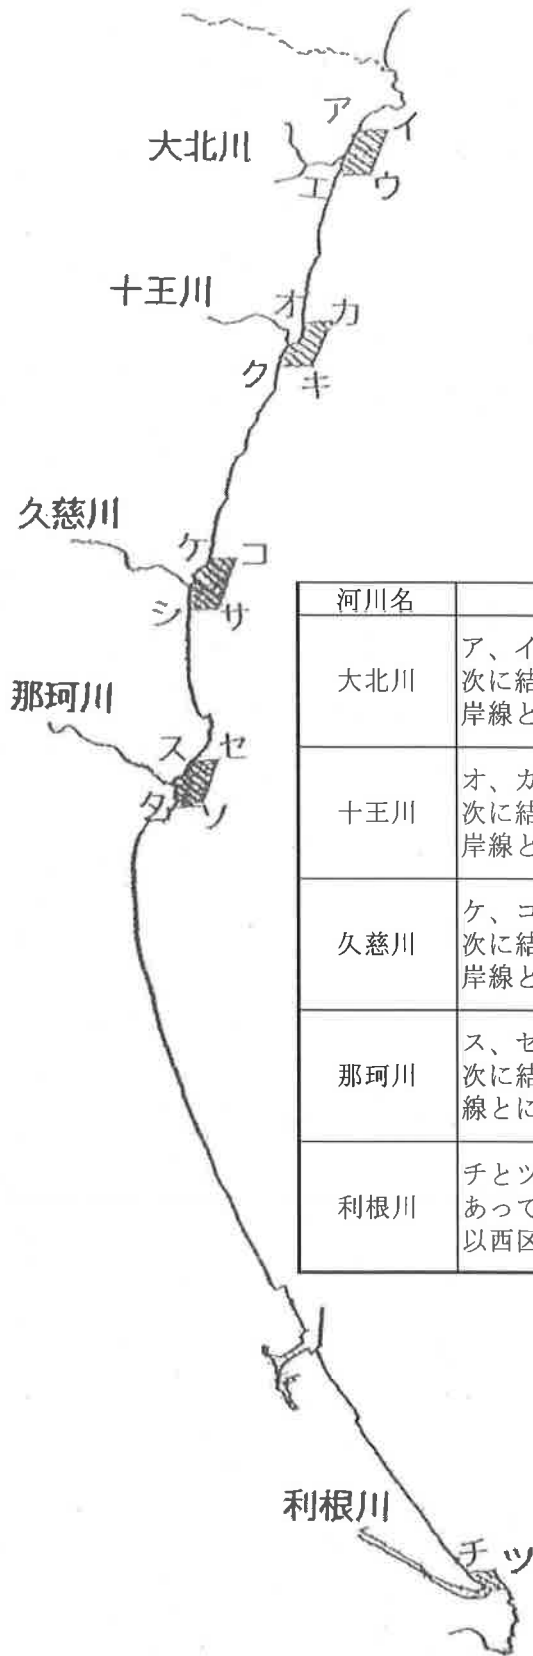 ア
イ
大北川
エ
ウ
十王川
オ
カ
ク
キ
久慈川
ケ
コ
シ
サ
那珂川
ス
セ
タ
ソ
河川名
大北川
ア、イ
次に結
岸線と
十王川
オ、カ
次に結
岸線と
久慈川
ケ、コ
次に結
岸線と
那珂川
ス、セ
次に結
線とに
利根川
チとツ
あって
以西区
利根川
チ
ツ